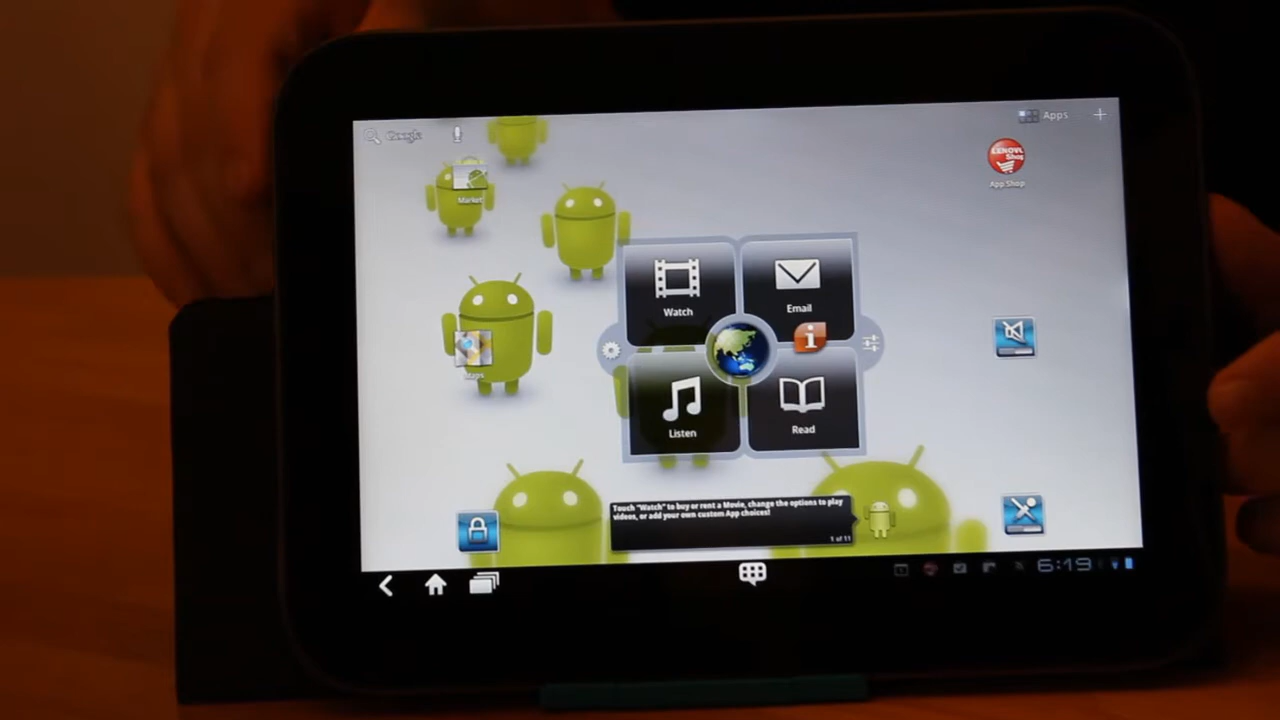 Google
Apps
Market
LENOVO
Shop
App Shop
Watch
Email
i
Maps
Listen
Read
Touch "Watch" to buy or rent a Movie, change the options to play
videos, or add your own custom App choices!
1 of 11
6:19